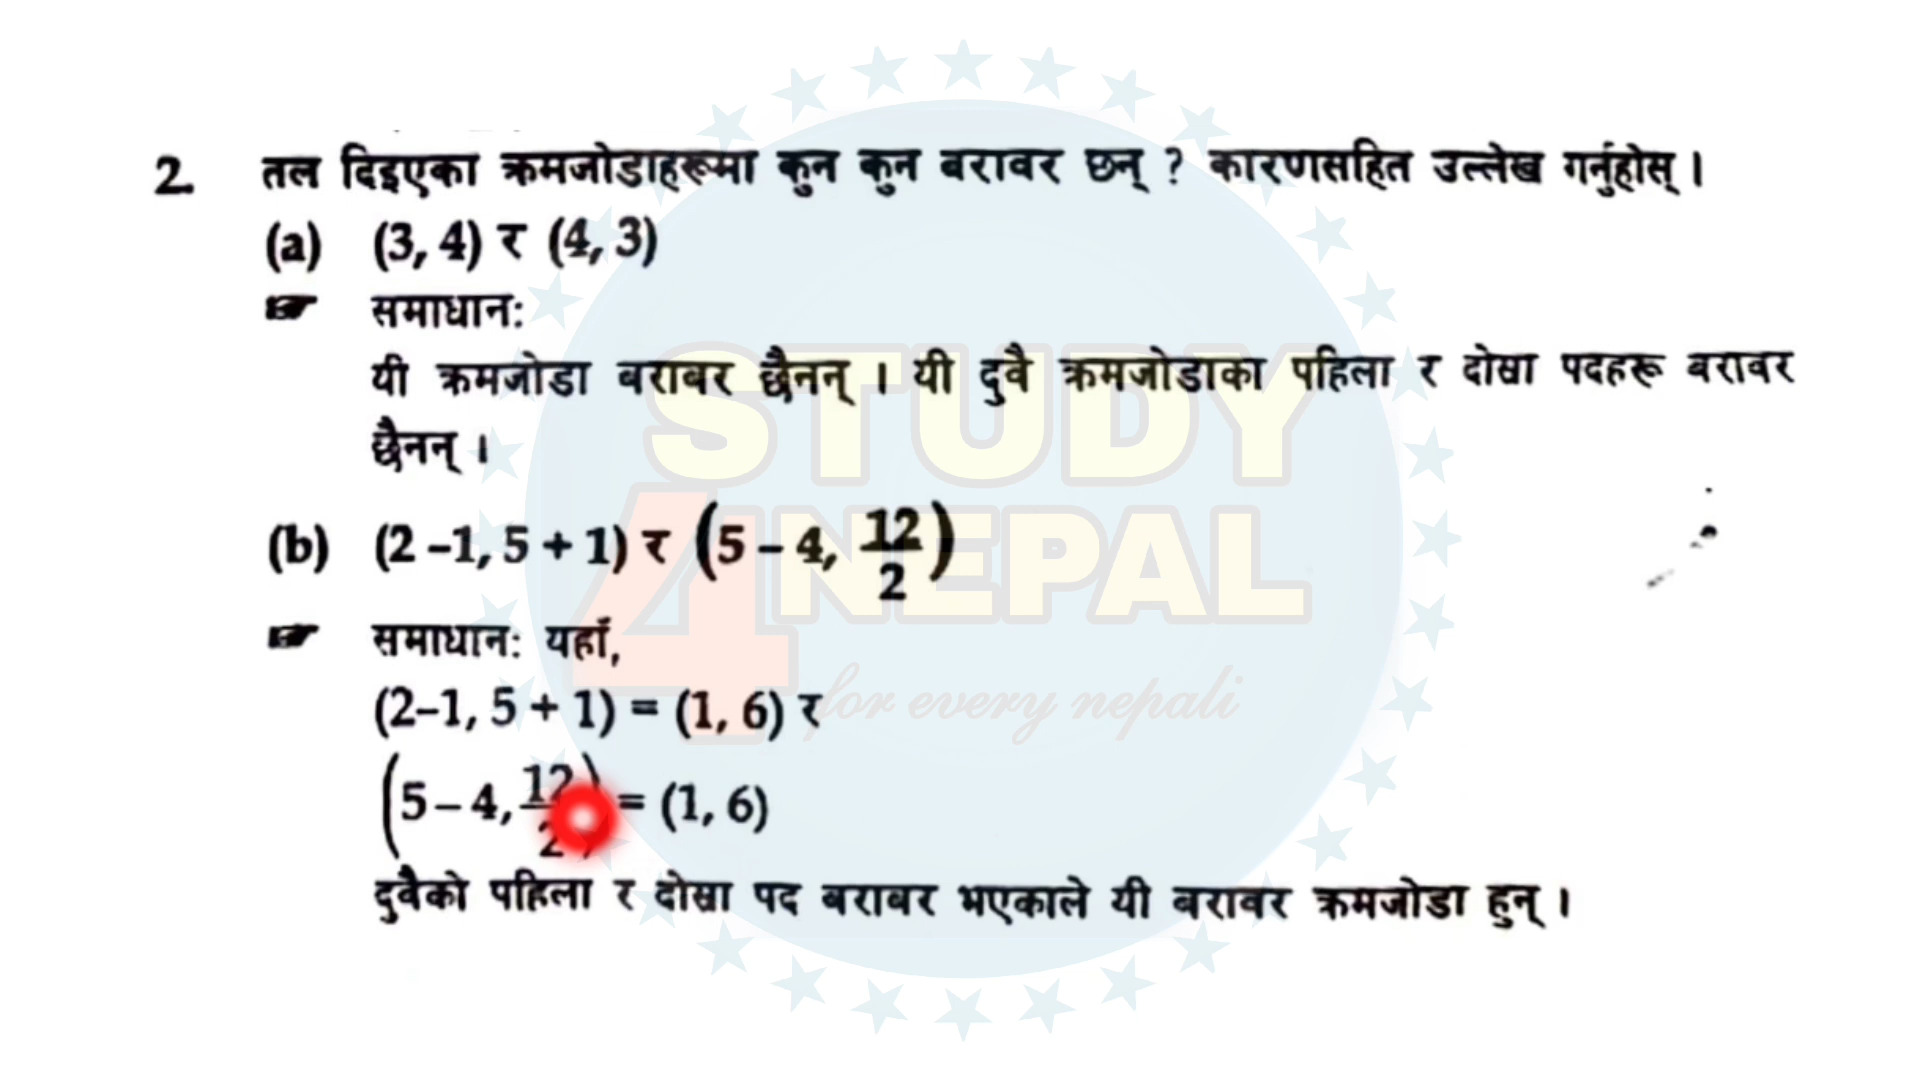 2. तल दिइएका क्रमजोडाहरूमा कुन कुन बरावर छन् ? कारणसहित उल्लेख गर्नुहोस् ।
(a) (3, 4) र (4, 3)
☞ समाधान:
यी क्रमजोडा बराबर छैनन् । यी दुवै क्रमजोडाका पहिला र दोस्रा पदहरू बरावर
छैनन् ।
(b) (2 –1, 5 + 1) र (5 – 4, 12/2)
☞ समाधान: यहाँ,
(2–1, 5 + 1) = (1, 6) र
(5 – 4, 12/2) = (1, 6)
दुवैको पहिला र दोस्रा पद बराबर भएकाले यी बरावर क्रमजोडा हुन् ।
STUDY
4 NEPAL
for every nepali